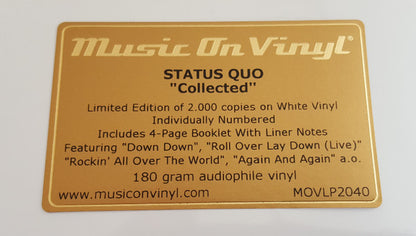 Music On Vinyl®
STATUS QUO
"Collected"
Limited Edition of 2.000 copies on White Vinyl
Individually Numbered
Includes 4-Page Booklet With Liner Notes
Featuring "Down Down", "Roll Over Lay Down (Live)"
"Rockin' All Over The World", "Again And Again" a.o.
180 gram audiophile vinyl
www.musiconvinyl.com MOVLP2040